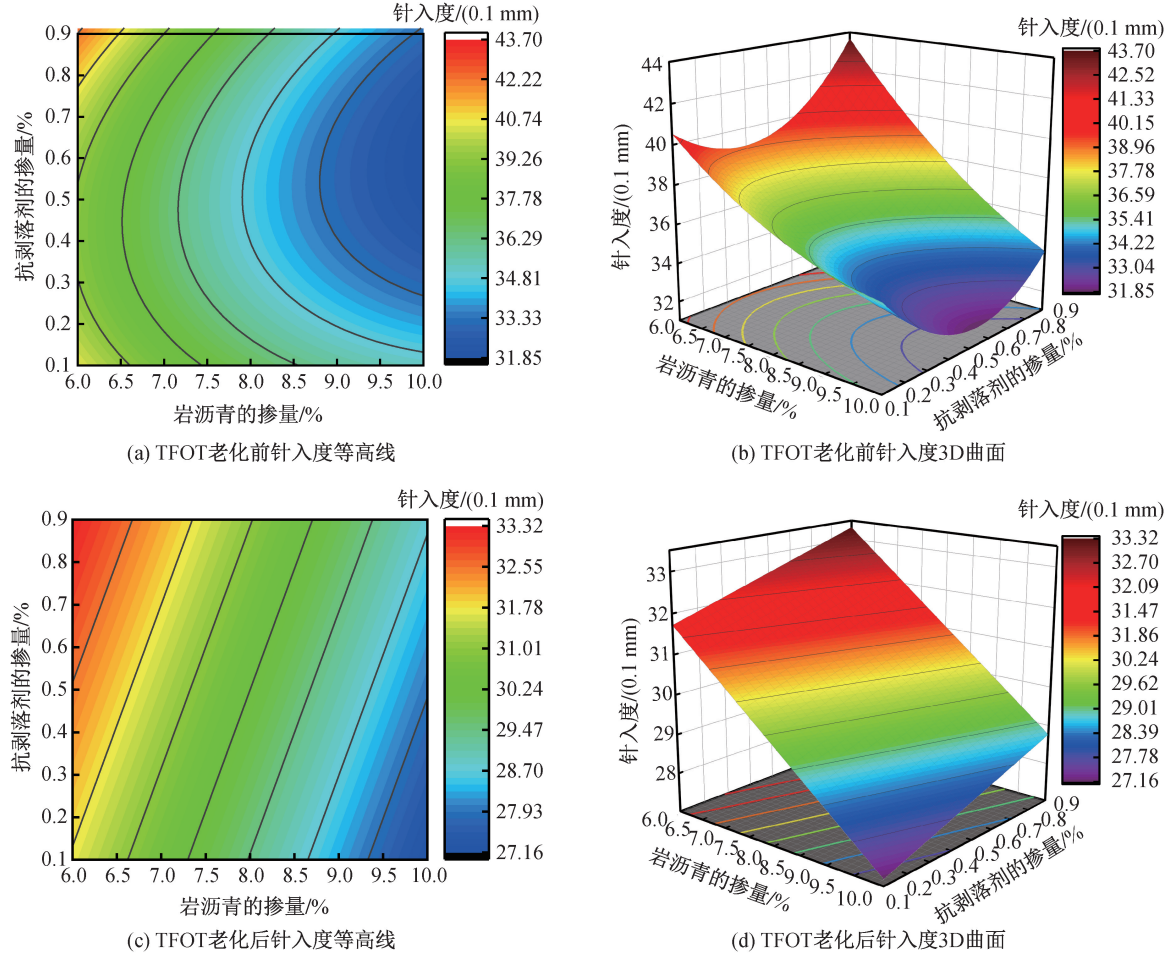 针入度/(0.1 mm)
0.9
0.8
0.7
0.6
0.5
0.4
0.3
0.2
0.1
抗剥落剂的掺量/%
6.0 6.5 7.0 7.5 8.0 8.5 9.0 9.5 10.0
岩沥青的掺量/%
43.70
42.22
40.74
39.26
37.78
36.29
34.81
33.33
31.85
(a) TFOT老化前针入度等高线
针入度/(0.1 mm)
44
42
40
38
36
34
32
针入度/(0.1 mm)
6.0 6.5 7.0 7.5 8.0 8.5 9.0 9.5 10.0
岩沥青的掺量/%
0.1 0.2 0.3 0.4 0.5 0.6 0.7 0.8 0.9
抗剥落剂的掺量/%
43.70
42.52
41.33
40.15
38.96
37.78
36.59
35.41
34.22
33.04
31.85
(b) TFOT老化前针入度3D曲面
针入度/(0.1 mm)
0.9
0.8
0.7
0.6
0.5
0.4
0.3
0.2
0.1
抗剥落剂的掺量/%
6.0 6.5 7.0 7.5 8.0 8.5 9.0 9.5 10.0
岩沥青的掺量/%
33.32
32.55
31.78
31.01
30.24
29.47
28.70
27.93
27.16
(c) TFOT老化后针入度等高线
针入度/(0.1 mm)
33
32
31
30
29
28
针入度/(0.1 mm)
6.0 6.5 7.0 7.5 8.0 8.5 9.0 9.5 10.0
岩沥青的掺量/%
0.1 0.2 0.3 0.4 0.5 0.6 0.7 0.8 0.9
抗剥落剂的掺量/%
33.32
32.70
32.09
31.47
31.86
30.24
29.62
29.01
28.39
27.78
27.16
(d) TFOT老化后针入度3D曲面